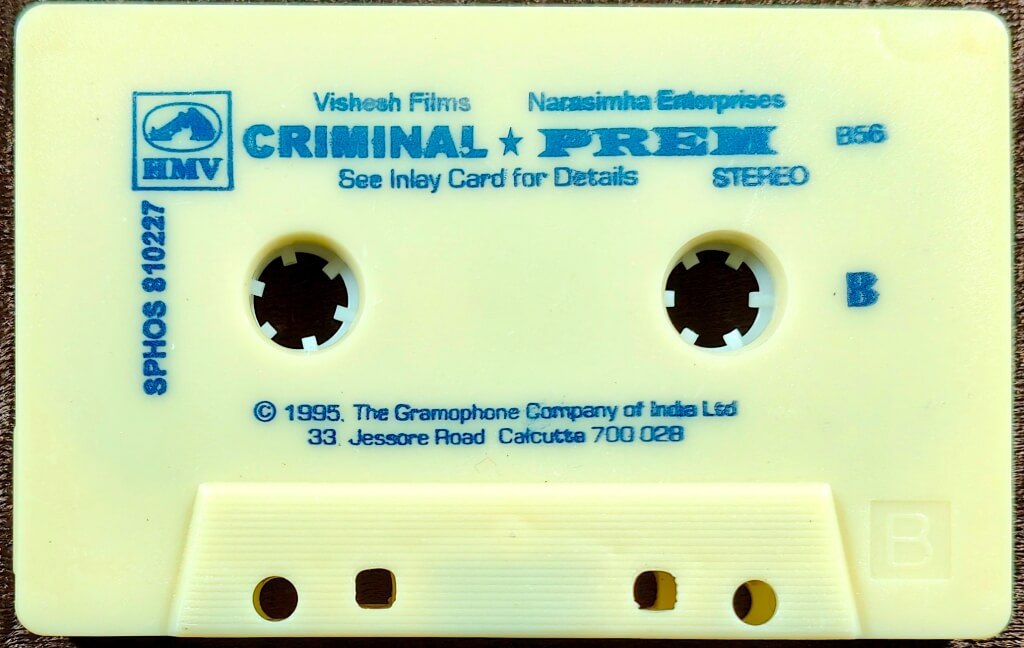 Vishesh Films Narasimha Enterprises
HMV
CRIMINAL ★ PREM B56
See Inlay Card for Details STEREO
SPHOS 810227
B
© 1995. The Gramophone Company of India Ltd
33, Jessore Road Calcutta 700 028
B